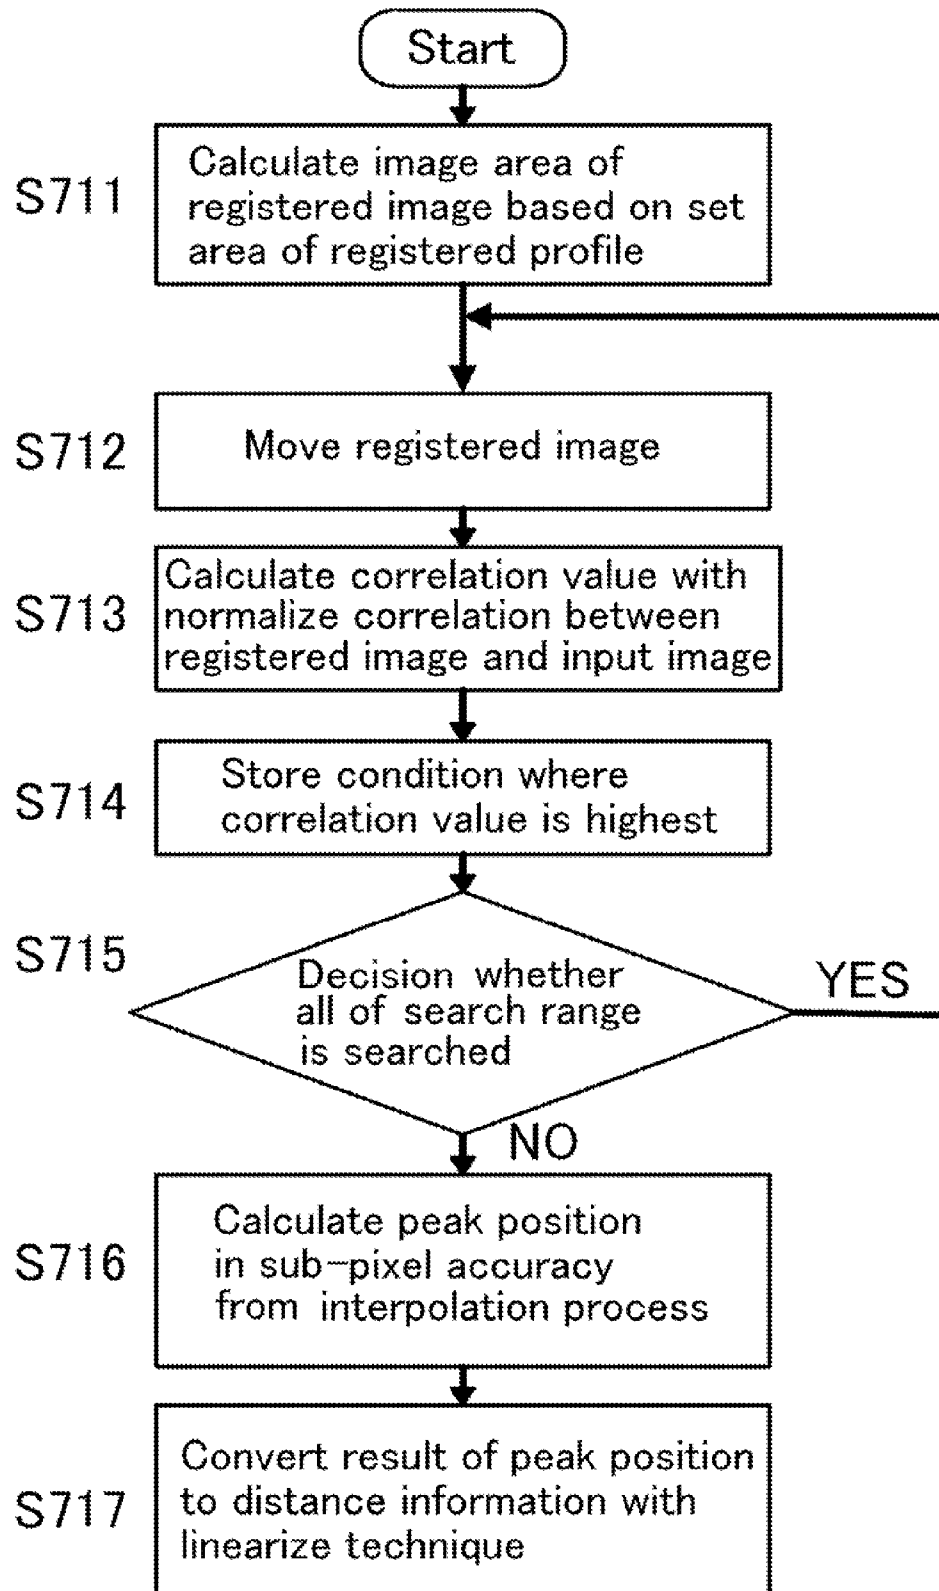 Start
S711
Calculate image area of
registered image based on set
area of registered profile
S712
Move registered image
S713
Calculate correlation value with
normalize correlation between
registered image and input image
S714
Store condition where
correlation value is highest
S715
Decision whether
all of search range
is searched
YES
NO
S716
Calculate peak position
in sub-pixel accuracy
from interpolation process
S717
Convert result of peak position
to distance information with
linearize technique